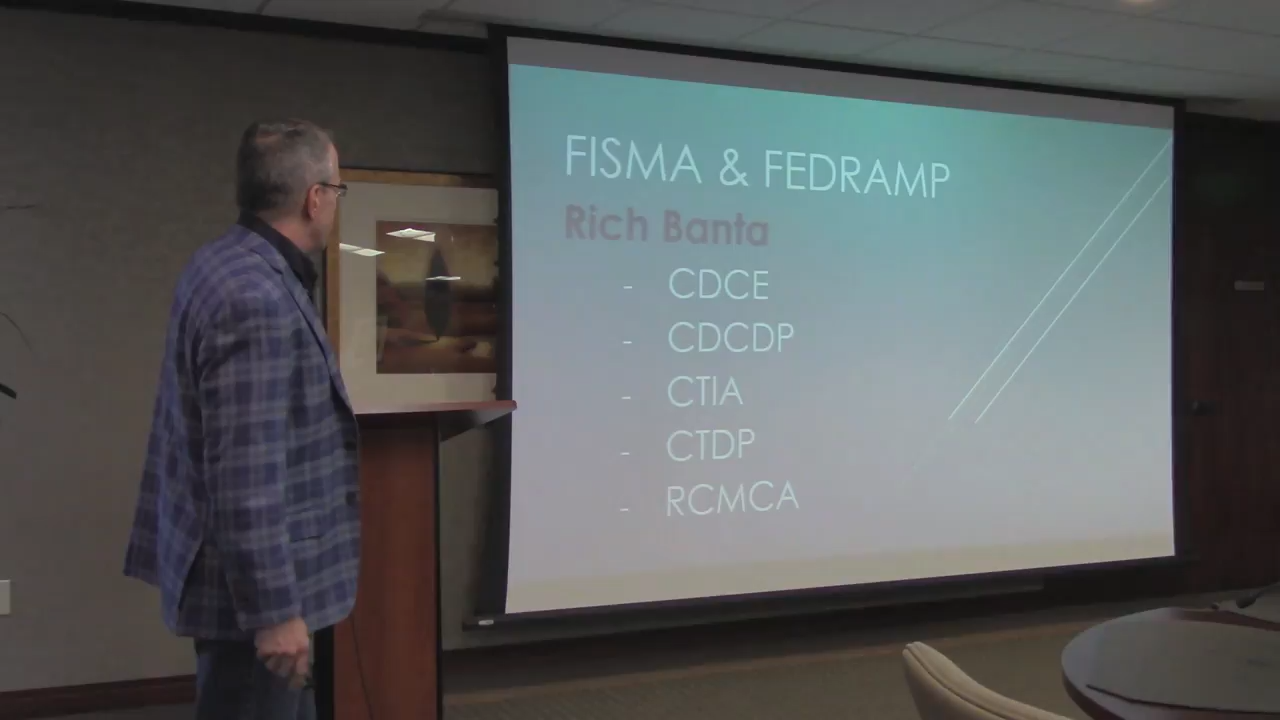 FISMA & FEDRAMP
Rich Banta
- CDCE
- CDCDP
- CTIA
- CTDP
- RCMCA